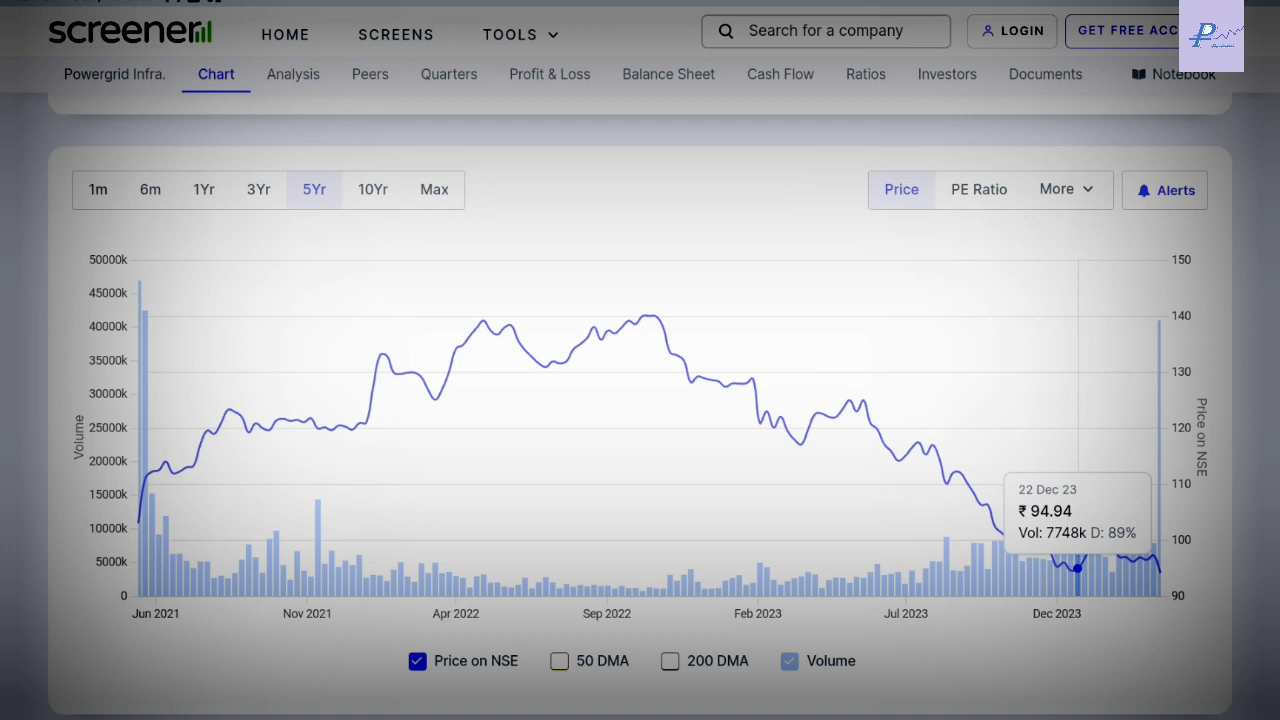 screener
HOME SCREENS TOOLS
Search for a company
LOGIN
GET FREE ACC
Powergrid Infra. Chart Analysis Peers Quarters Profit & Loss Balance Sheet Cash Flow Ratios Investors Documents Notebook
1m 6m 1Yr 3Yr 5Yr 10Yr Max
Price PE Ratio More
Alerts
50000k
45000k
40000k
35000k
30000k
25000k
20000k
15000k
10000k
5000k
0
Volume
150
140
130
120
110
100
90
Price on NSE
22 Dec 23
₹ 94.94
Vol: 7748k D: 89%
Jun 2021 Nov 2021 Apr 2022 Sep 2022 Feb 2023 Jul 2023 Dec 2023
Price on NSE 50 DMA 200 DMA Volume